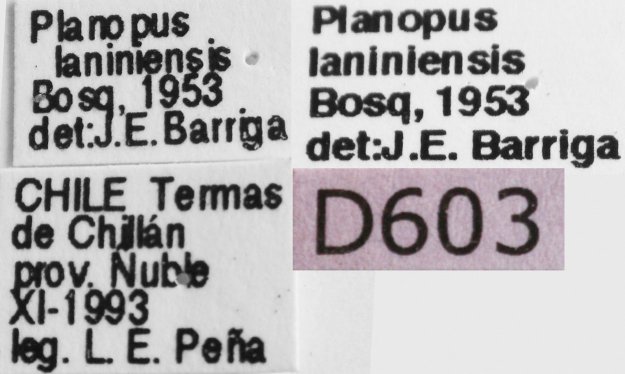 Planopus
laniniensis
Bosq, 1953
det:J.E. Barriga
Planopus
laniniensis
Bosq, 1953
det:J.E. Barriga
CHILE Termas
de Chillán
prov. Nuble
XI-1993
leg. L. E. Peña
D603